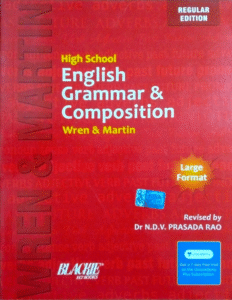 REGULAR
EDITION
WREN & MARTIN
High School
English
Grammar &
Composition
Wren & Martin
Large
Format
Revised by
Dr N.D.V. PRASADA RAO
BLACKIE